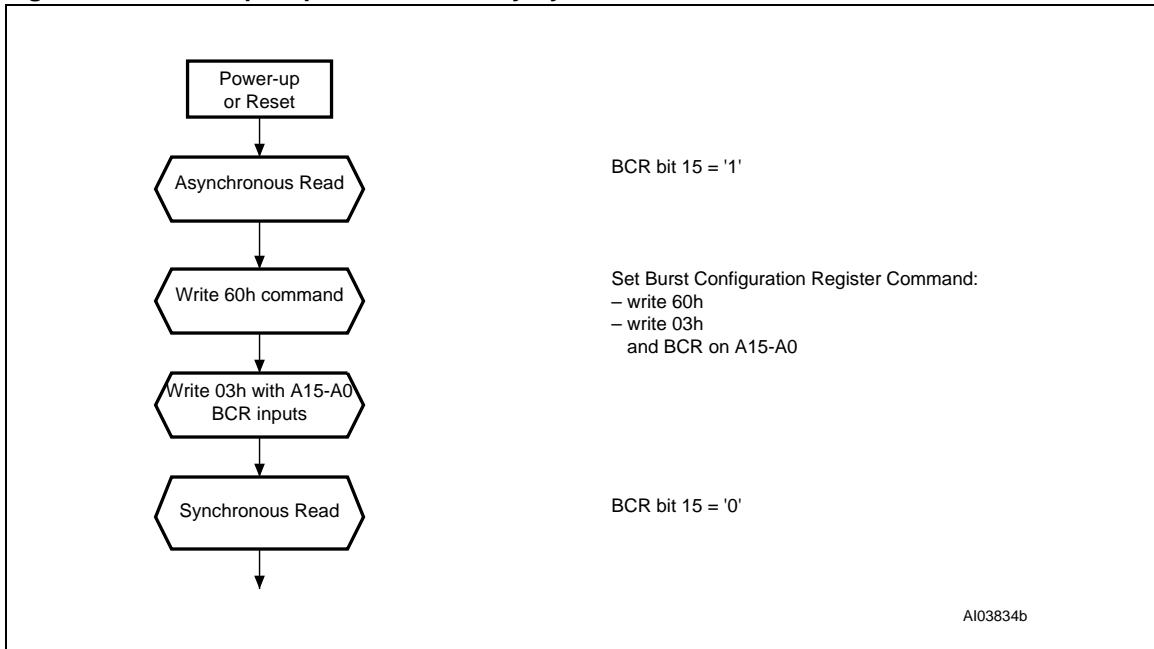 Power-up
or Reset
Asynchronous Read
BCR bit 15 = '1'
Write 60h command
Set Burst Configuration Register Command:
– write 60h
– write 03h
and BCR on A15-A0
Write 03h with A15-A0
BCR inputs
Synchronous Read
BCR bit 15 = '0'
AI03834b